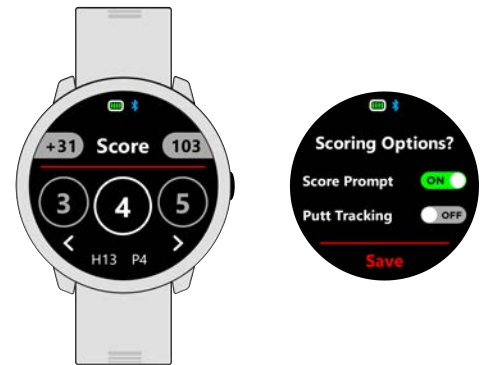 +31 Score 103
3 4 5
< >
H13 P4
Scoring Options?
Score Prompt ON
Putt Tracking OFF
Save